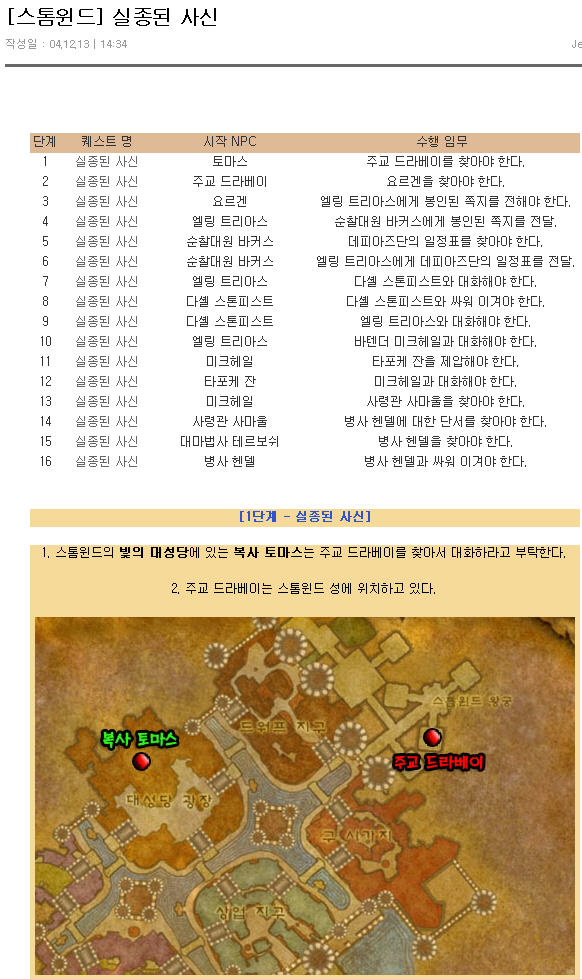 [스톰윈드] 실종된 사신
작성일 : 04,12,13 | 14:34
Je
단계 퀘스트 명 시작 NPC 수행 임무
1 실종된 사신 토마스 주교 드라베이를 찾아야 한다.
2 실종된 사신 주교 드라베이 요르겐을 찾아야 한다.
3 실종된 사신 요르겐 엘링 트리아스에게 봉인된 쪽지를 전해야 한다.
4 실종된 사신 엘링 트리아스 순찰대원 바커스에게 봉인된 쪽지를 전달.
5 실종된 사신 순찰대원 바커스 데피아즈단의 일정표를 찾아야 한다.
6 실종된 사신 순찰대원 바커스 엘링 트리아스에게 데피아즈단의 일정표를 전달.
7 실종된 사신 엘링 트리아스 다셸 스톤피스트와 대화해야 한다.
8 실종된 사신 다셸 스톤피스트 다셸 스톤피스트와 싸워 이겨야 한다.
9 실종된 사신 다셸 스톤피스트 엘링 트리아스와 대화해야 한다.
10 실종된 사신 엘링 트리아스 바텐더 미크헤일과 대화해야 한다.
11 실종된 사신 미크헤일 타포케 잔을 제압해야 한다.
12 실종된 사신 타포케 잔 미크헤일과 대화해야 한다.
13 실종된 사신 미크헤일 사령관 사마울을 찾아야 한다.
14 실종된 사신 사령관 사마울 병사 헨델에 대한 단서를 찾아야 한다.
15 실종된 사신 대마법사 테르보쉬 병사 헨델을 찾아야 한다.
16 실종된 사신 병사 헨델 병사 헨델과 싸워 이겨야 한다.
[1단계 - 실종된 사신]
1. 스톰윈드의 빛의 대성당에 있는 복사 토마스는 주교 드라베이를 찾아서 대화하라고 부탁한다.
2. 주교 드라베이는 스톰윈드 성에 위치하고 있다.
스톰윈드 왕궁
드워프 지구
복사 토마스
주교 드라베이
대성당 광장
구 시가지
상업 지구